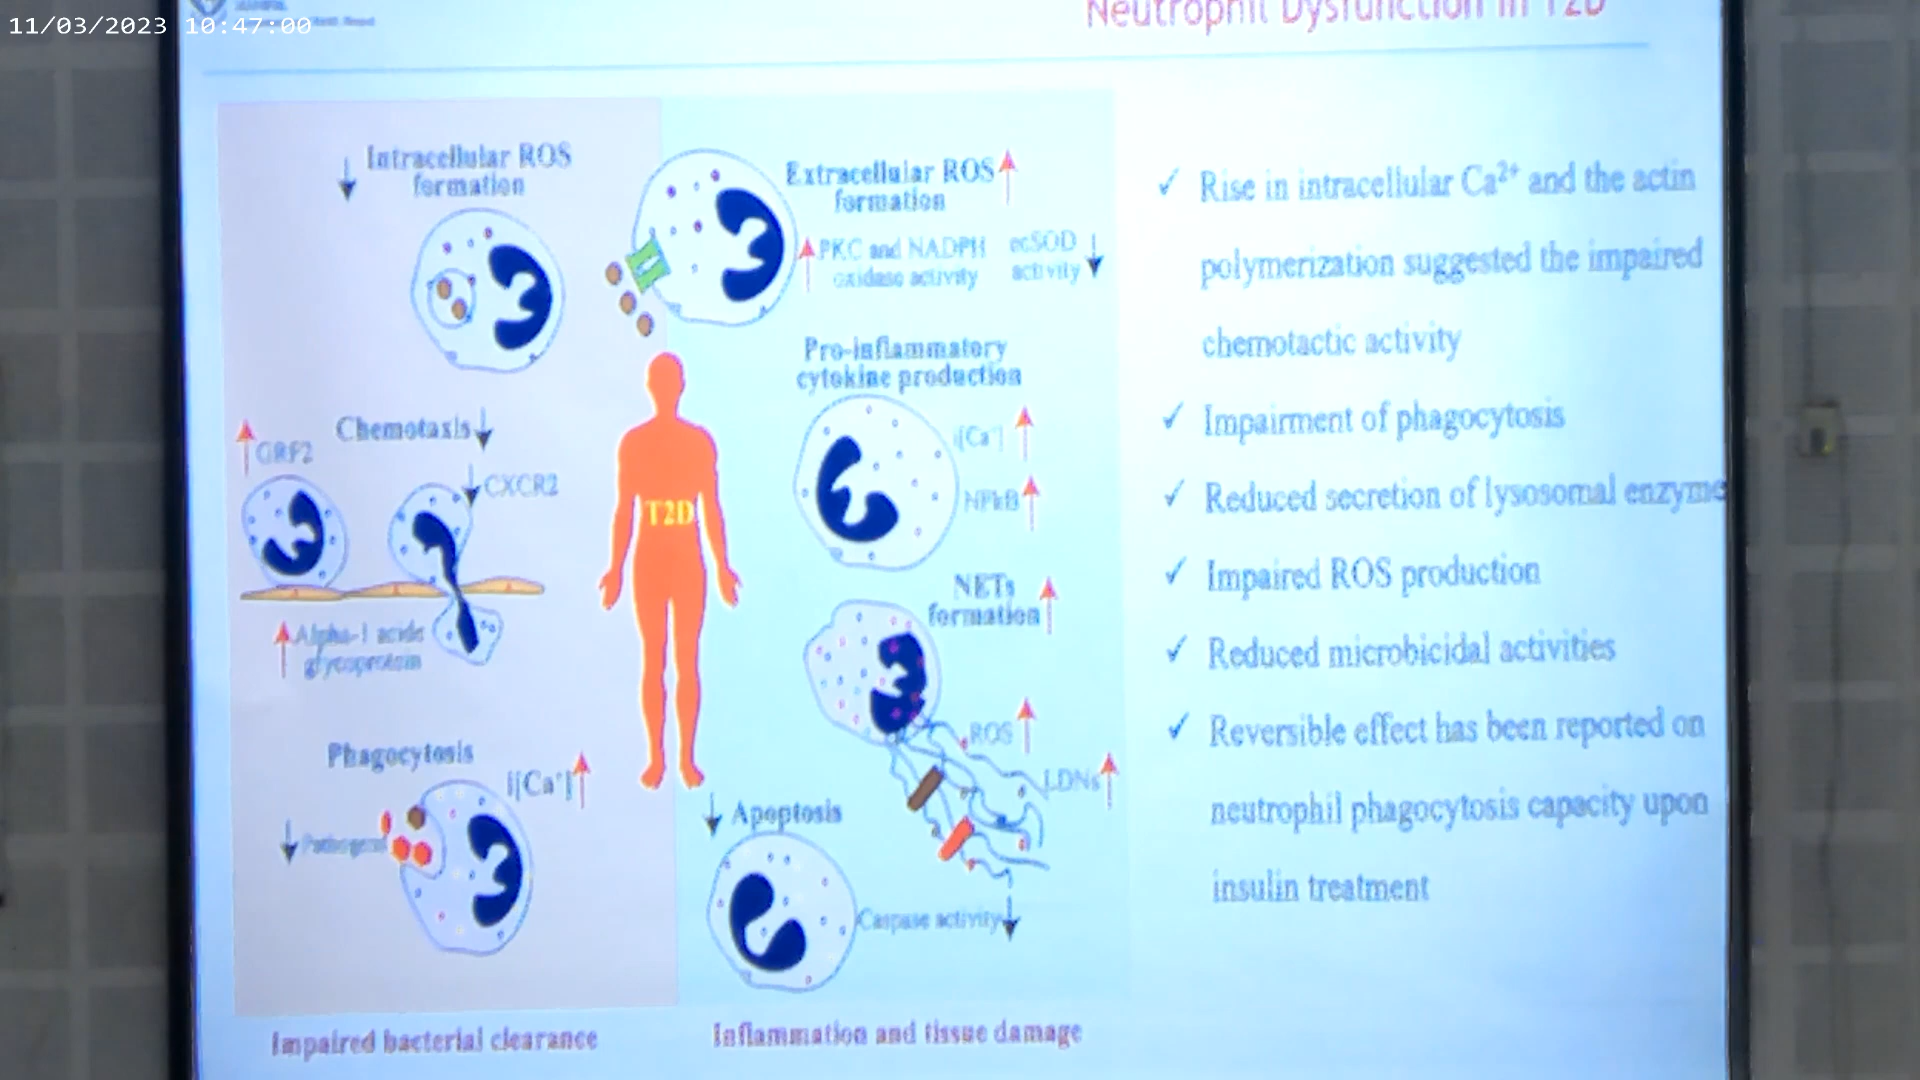 11/03/2023 10:47:00
Neutrophil Dysfunction in T2D
Intracellular ROS
formation
Extracellular ROS
formation
PKC and NADPH
oxidase activity
ecSOD
activity
Pro-inflammatory
cytokine production
Chemotaxis
GRF2
CXCR2
T2D
NFkB
Alpha-1 acide
glycoprotein
NETs
formation
ROS
LDNs
Phagocytosis
Apoptosis
Caspase activity
Impaired bacterial clearance
Inflammation and tissue damage
✓ Rise in intracellular Ca²⁺ and the actin
polymerization suggested the impaired
chemotactic activity
✓ Impairment of phagocytosis
✓ Reduced secretion of lysosomal enzyme
✓ Impaired ROS production
✓ Reduced microbicidal activities
✓ Reversible effect has been reported on
neutrophil phagocytosis capacity upon
insulin treatment